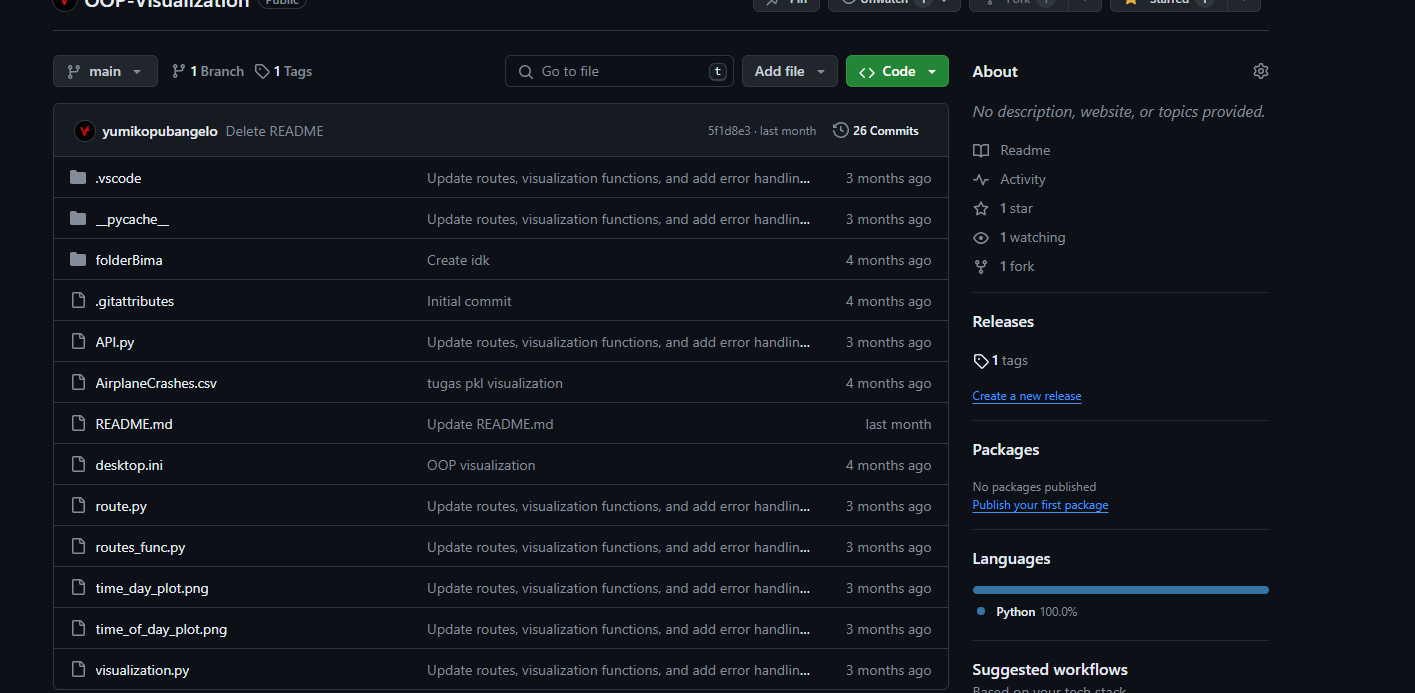 OOP-Visualization Public
Pin Unwatch 1 Fork 1 Starred 1
main 1 Branch 1 Tags Go to file t Add file Code
yumikopubangelo Delete README 5f1d8e3 · last month 26 Commits
.vscode Update routes, visualization functions, and add error handlin... 3 months ago
__pycache__ Update routes, visualization functions, and add error handlin... 3 months ago
folderBima Create idk 4 months ago
.gitattributes Initial commit 4 months ago
API.py Update routes, visualization functions, and add error handlin... 3 months ago
AirplaneCrashes.csv tugas pkl visualization 4 months ago
README.md Update README.md last month
desktop.ini OOP visualization 4 months ago
route.py Update routes, visualization functions, and add error handlin... 3 months ago
routes_func.py Update routes, visualization functions, and add error handlin... 3 months ago
time_day_plot.png Update routes, visualization functions, and add error handlin... 3 months ago
time_of_day_plot.png Update routes, visualization functions, and add error handlin... 3 months ago
visualization.py Update routes, visualization functions, and add error handlin... 3 months ago
About
No description, website, or topics provided.
Readme
Activity
1 star
1 watching
1 fork
Releases
1 tags
Create a new release
Packages
No packages published
Publish your first package
Languages
Python 100.0%
Suggested workflows
Based on your tech stack